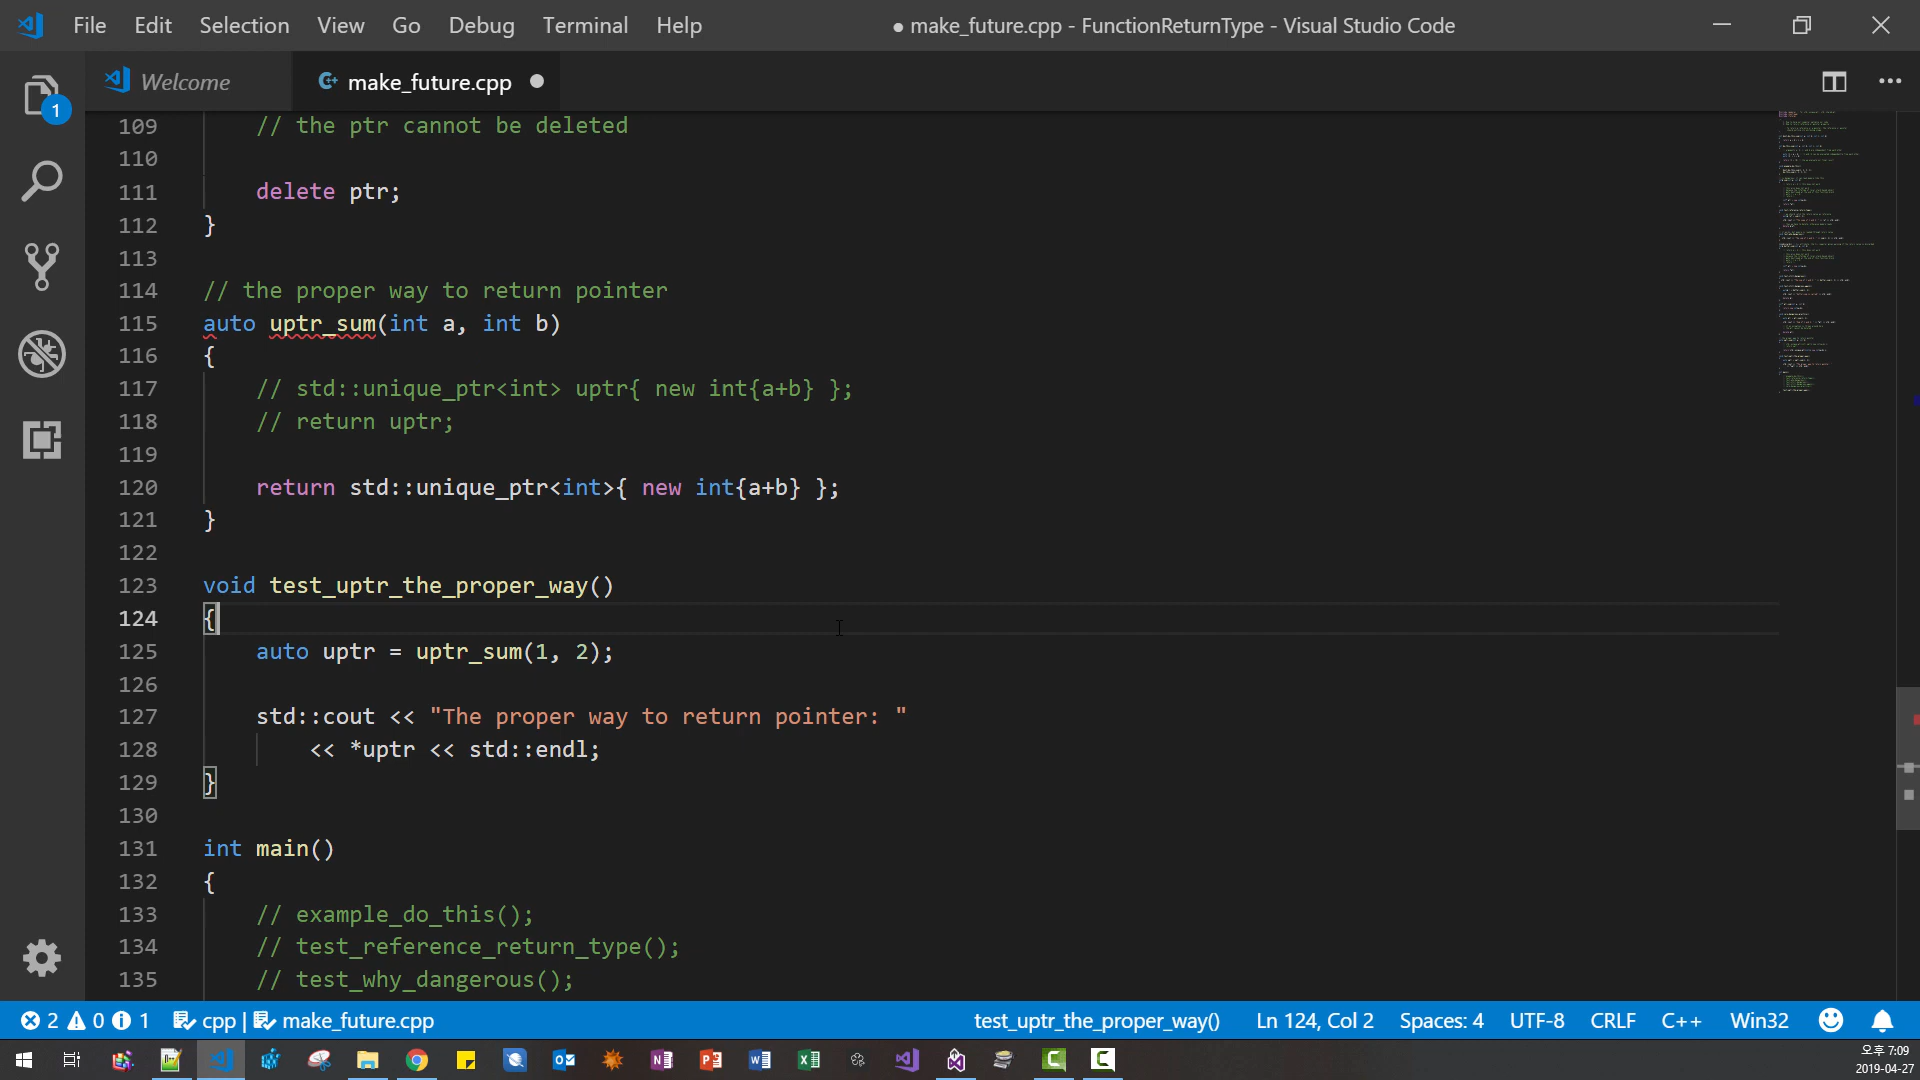 File Edit Selection View Go Debug Terminal Help ● make_future.cpp - FunctionReturnType - Visual Studio Code
Welcome make_future.cpp ●
1
109 // the ptr cannot be deleted
110
111 delete ptr;
112 }
113
114 // the proper way to return pointer
115 auto uptr_sum(int a, int b)
116 {
117 // std::unique_ptr<int> uptr{ new int{a+b} };
118 // return uptr;
119
120 return std::unique_ptr<int>{ new int{a+b} };
121 }
122
123 void test_uptr_the_proper_way()
124 {
125 auto uptr = uptr_sum(1, 2);
126
127 std::cout << "The proper way to return pointer: "
128 << *uptr << std::endl;
129 }
130
131 int main()
132 {
133 // example_do_this();
134 // test_reference_return_type();
135 // test_why_dangerous();
2 0 1 cpp | make_future.cpp test_uptr_the_proper_way() Ln 124, Col 2 Spaces: 4 UTF-8 CRLF C++ Win32
오후 7:09
2019-04-27